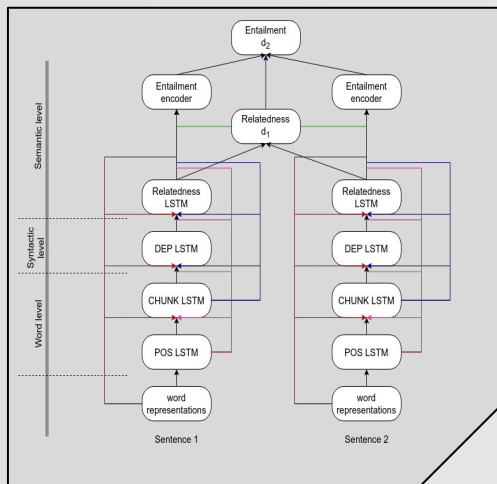 Entailment
d2
Entailment
encoder
Entailment
encoder
Relatedness
d1
Semantic level
Relatedness
LSTM
Relatedness
LSTM
Syntactic
level
DEP LSTM
DEP LSTM
Word level
CHUNK LSTM
CHUNK LSTM
POS LSTM
POS LSTM
word
representations
word
representations
Sentence 1
Sentence 2